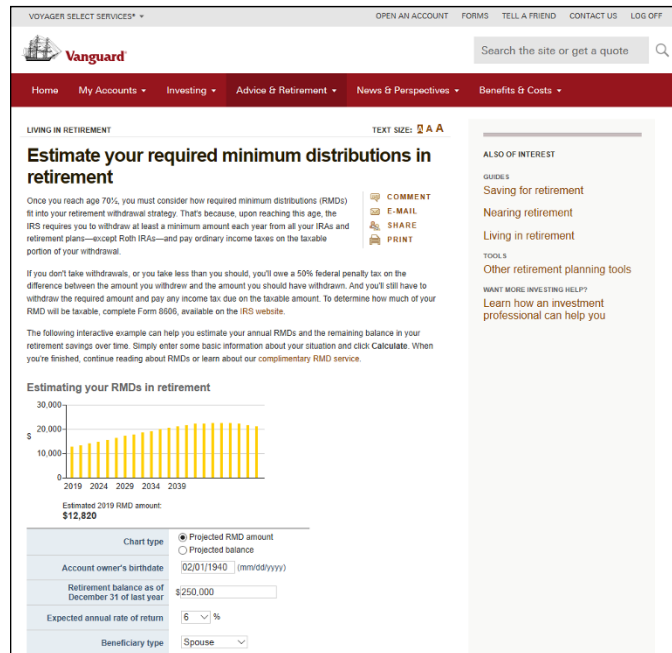 VOYAGER SELECT SERVICES®
OPEN AN ACCOUNT FORMS TELL A FRIEND CONTACT US LOG OFF
Vanguard
Search the site or get a quote
Home My Accounts Investing Advice & Retirement News & Perspectives Benefits & Costs
LIVING IN RETIREMENT
TEXT SIZE: A A A
Estimate your required minimum distributions in
retirement
Once you reach age 70½, you must consider how required minimum distributions (RMDs)
fit into your retirement withdrawal strategy. That's because, upon reaching this age, the
IRS requires you to withdraw at least a minimum amount each year from all your IRAs and
retirement plans—except Roth IRAs—and pay ordinary income taxes on the taxable
portion of your withdrawal.
COMMENT
E-MAIL
SHARE
PRINT
If you don't take withdrawals, or you take less than you should, you'll owe a 50% federal penalty tax on the
difference between the amount you withdrew and the amount you should have withdrawn. And you'll still have to
withdraw the required amount and pay any income tax due on the taxable amount. To determine how much of your
RMD will be taxable, complete Form 8606, available on the IRS website.
The following interactive example can help you estimate your annual RMDs and the remaining balance in your
retirement savings over time. Simply enter some basic information about your situation and click Calculate. When
you're finished, continue reading about RMDs or learn about our complimentary RMD service.
Estimating your RMDs in retirement
30,000
$ 20,000
10,000
0
2019 2024 2029 2034 2039
Estimated 2019 RMD amount:
$12,820
Chart type
Projected RMD amount
Projected balance
Account owner's birthdate 02/01/1940 (mm/dd/yyyy)
Retirement balance as of
December 31 of last year
$250,000
Expected annual rate of return 6 %
Beneficiary type Spouse
ALSO OF INTEREST
GUIDES
Saving for retirement
Nearing retirement
Living in retirement
TOOLS
Other retirement planning tools
WANT MORE INVESTING HELP?
Learn how an investment
professional can help you